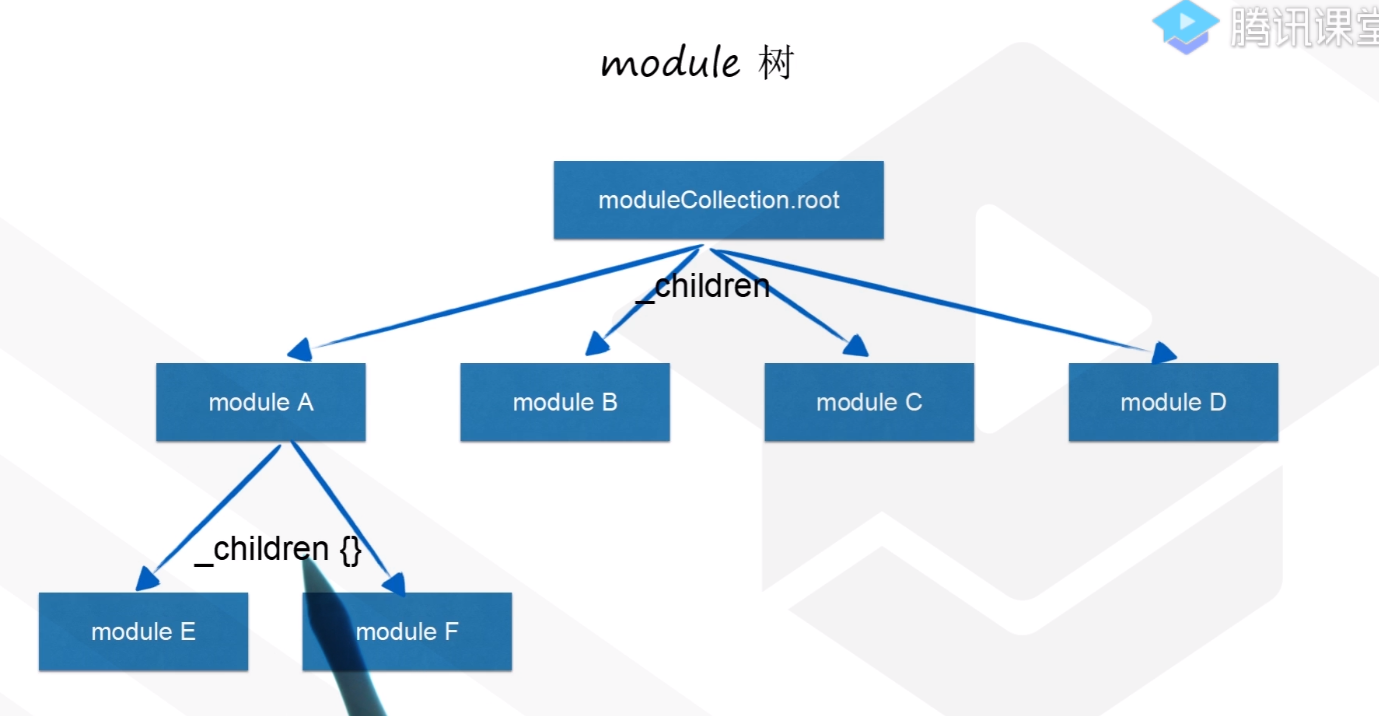 腾讯课堂
module 树
moduleCollection.root
_children
module A
module B
module C
module D
_children {}
module E
module F